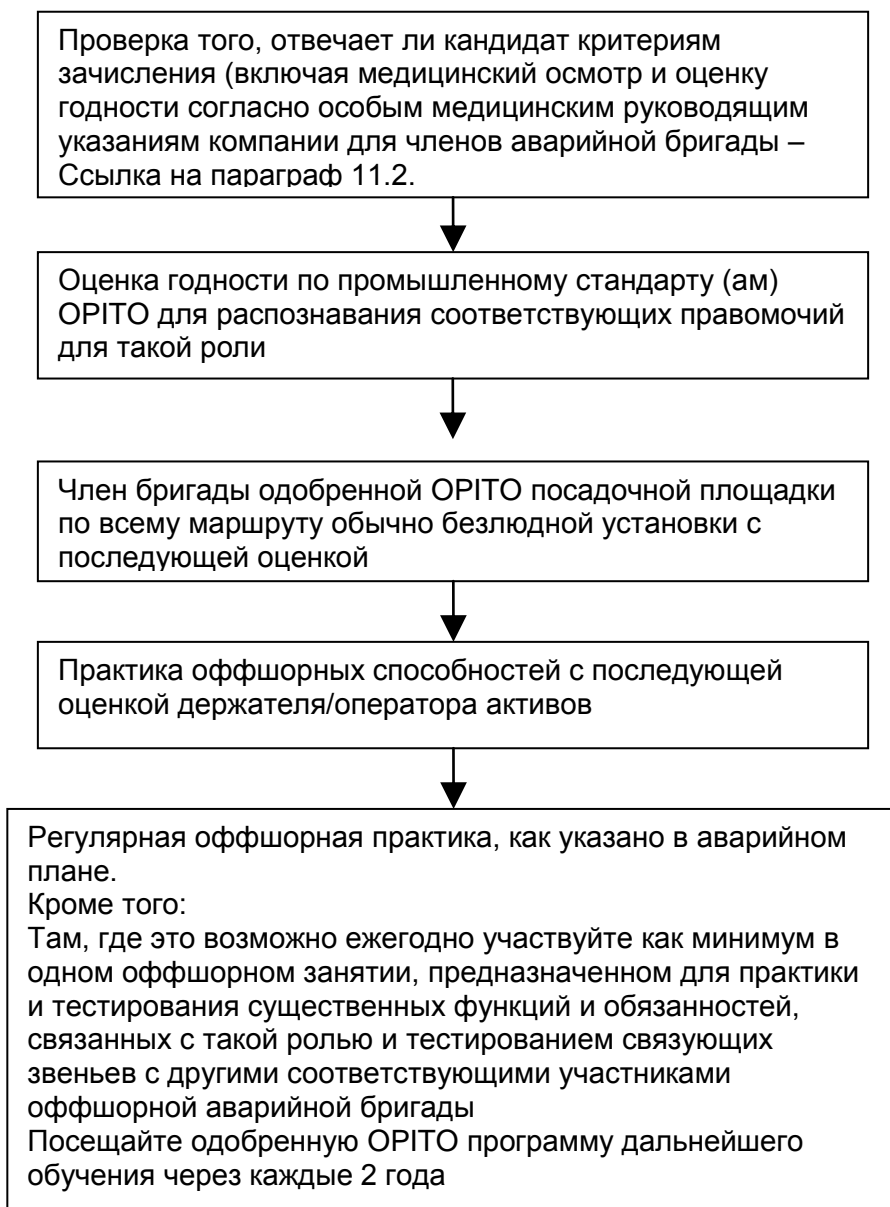 Проверка того, отвечает ли кандидат критериям
зачисления (включая медицинский осмотр и оценку
годности согласно особым медицинским руководящим
указаниям компании для членов аварийной бригады –
Ссылка на параграф 11.2.
Оценка годности по промышленному стандарту (ам)
OPITO для распознавания соответствующих правомочий
для такой роли
Член бригады одобренной OPITO посадочной площадки
по всему маршруту обычно безлюдной установки с
последующей оценкой
Практика оффшорных способностей с последующей
оценкой держателя/оператора активов
Регулярная оффшорная практика, как указано в аварийном
плане.
Кроме того:
Там, где это возможно ежегодно участвуйте как минимум в
одном оффшорном занятии, предназначенном для практики
и тестирования существенных функций и обязанностей,
связанных с такой ролью и тестированием связующих
звеньев с другими соответствующими участниками
оффшорной аварийной бригады
Посещайте одобренную OPITO программу дальнейшего
обучения через каждые 2 года